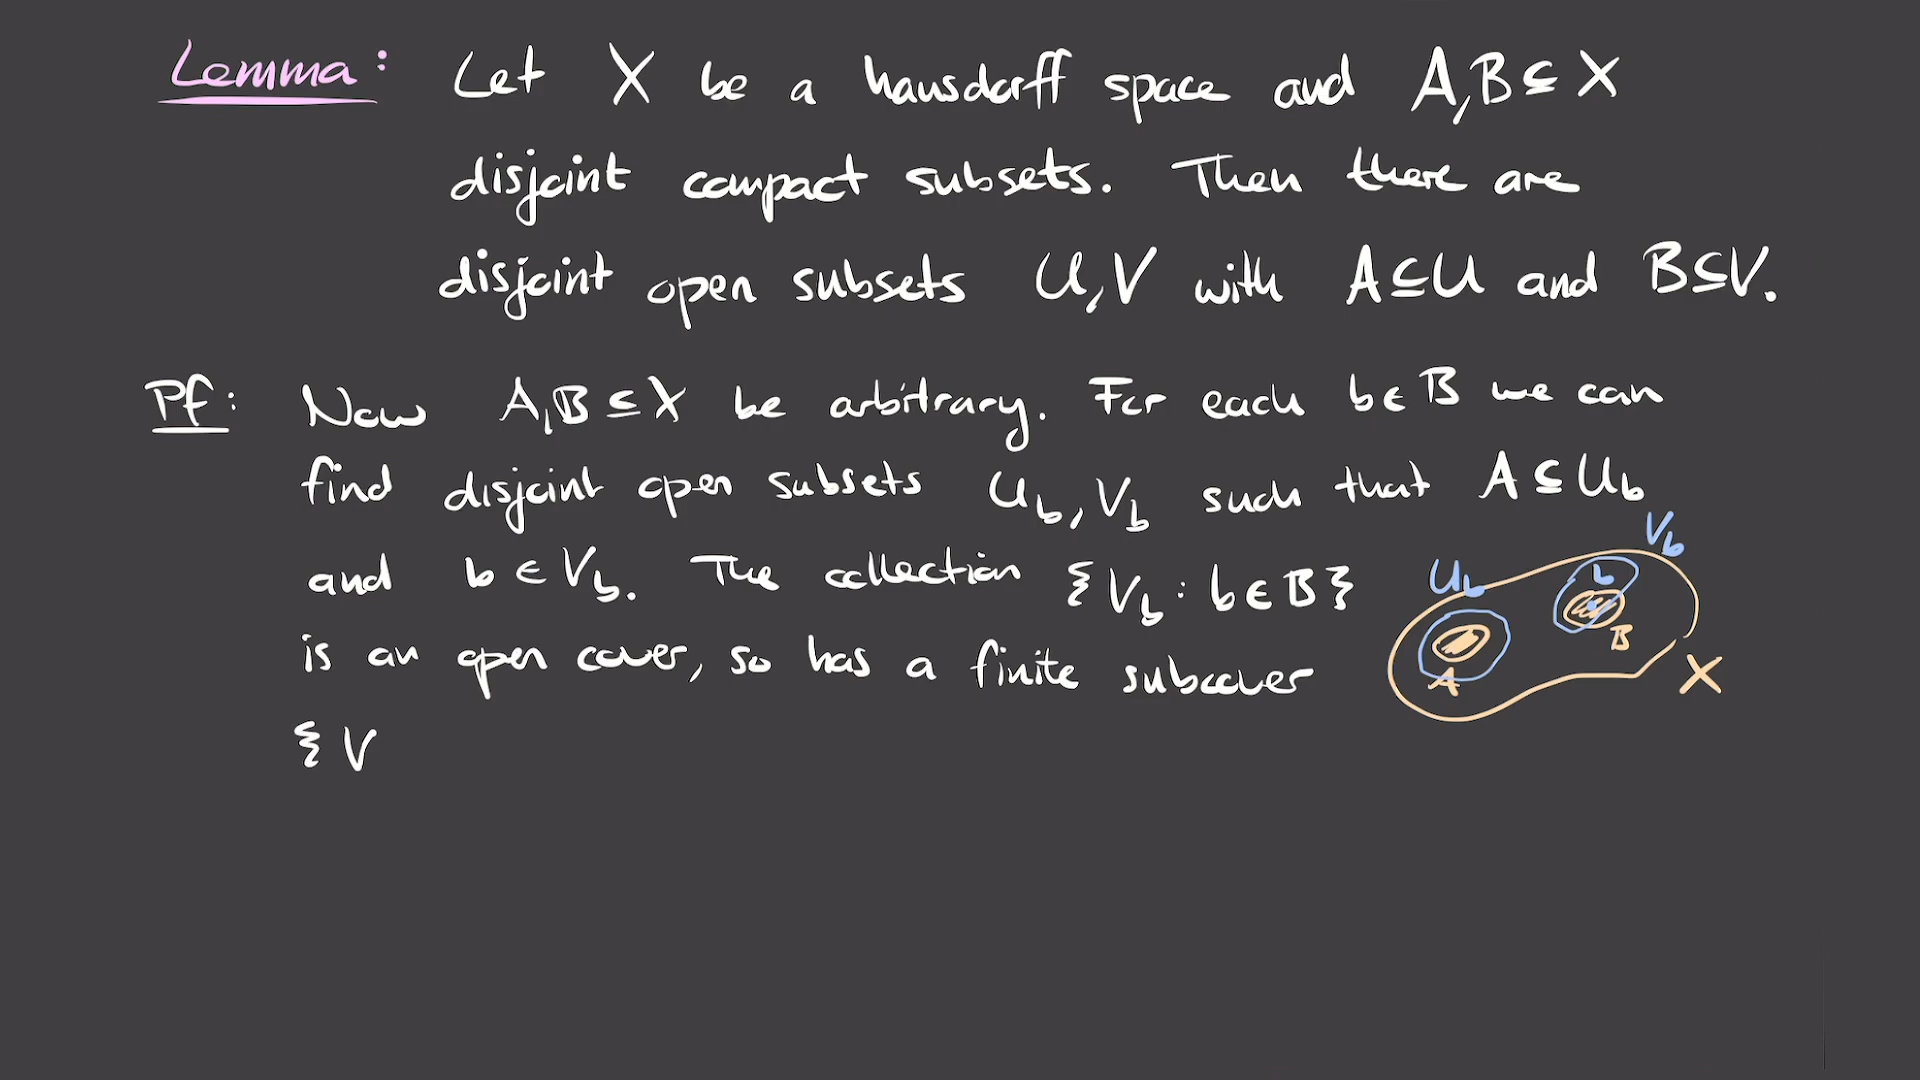 Lemma: Let X be a hausdorff space and A,B ⊆ X
disjoint compact subsets. Then there are
disjoint open subsets U,V with A⊆U and B⊆V.
Pf: Now A,B ⊆ X be arbitrary. For each b∈B we can
find disjoint open subsets U_b, V_b such that A ⊆ U_b
and b ∈ V_b. The collection {V_b : b∈B}
is an open cover, so has a finite subcover
{V
V_b
U_b
b
B
A
X